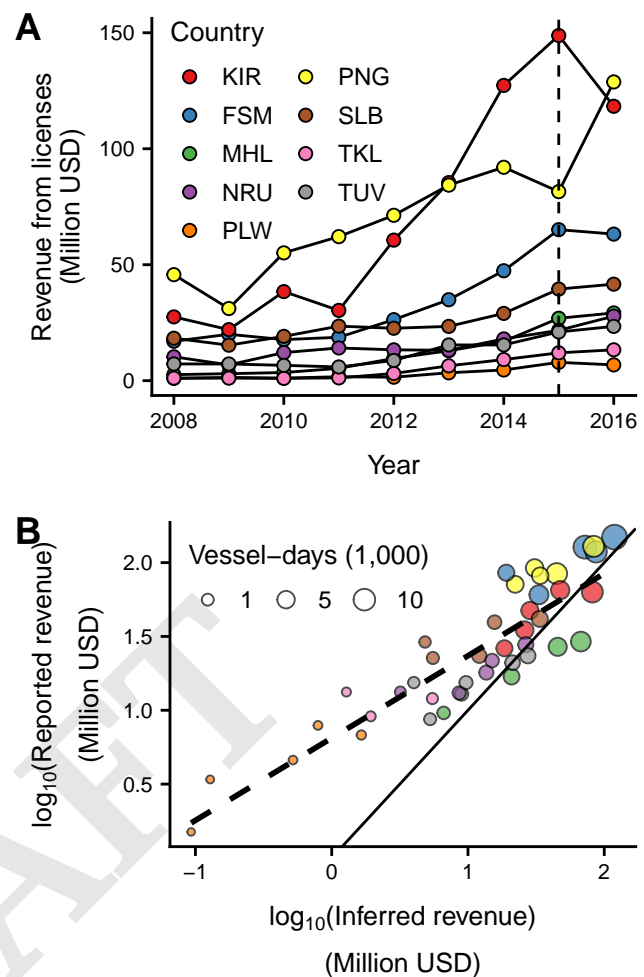 A
Country
KIR
PNG
FSM
SLB
MHL
TKL
NRU
TUV
PLW
Revenue from licenses
(Million USD)
150
100
50
0
2008
2010
2012
2014
2016
Year
B
Vessel−days (1,000)
1
5
10
log10(Reported revenue)
(Million USD)
2.0
1.5
1.0
0.5
−1
0
1
2
log10(Inferred revenue)
(Million USD)
AFT